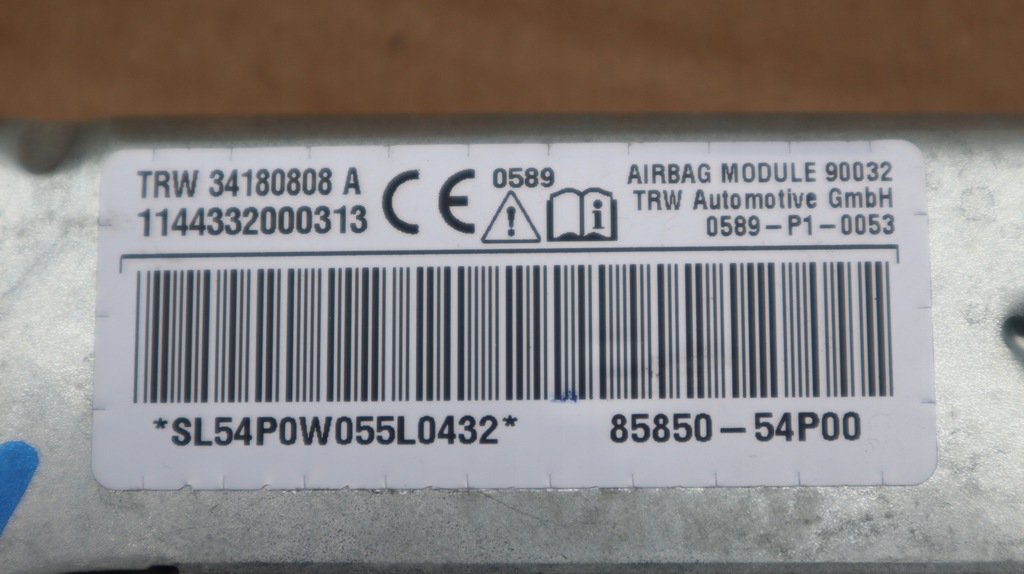 TRW 34180808 A
1144332000313
CE 0589
i
AIRBAG MODULE 90032
TRW Automotive GmbH
0589-P1-0053
*SL54P0W055L0432*
85850-54P00